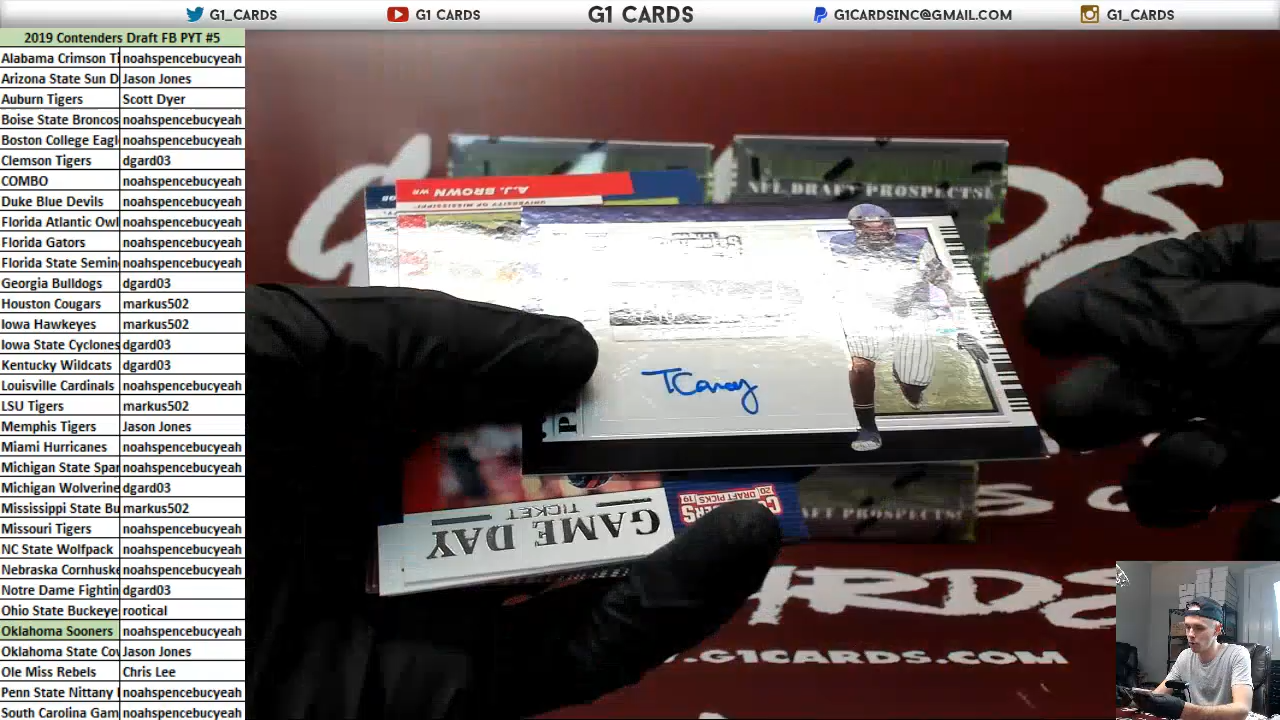 G1_CARDS
G1 CARDS
G1 CARDS
G1CARDSINC@GMAIL.COM
G1_CARDS
2019 Contenders Draft FB PYT #5
Alabama Crimson Ti noahspencebucyeah
Arizona State Sun D Jason Jones
Auburn Tigers Scott Dyer
Boise State Broncos noahspencebucyeah
Boston College Eagl noahspencebucyeah
Clemson Tigers dgard03
COMBO noahspencebucyeah
Duke Blue Devils noahspencebucyeah
Florida Atlantic Owl noahspencebucyeah
Florida Gators noahspencebucyeah
Florida State Semin noahspencebucyeah
Georgia Bulldogs dgard03
Houston Cougars markus502
Iowa Hawkeyes markus502
Iowa State Cyclones dgard03
Kentucky Wildcats dgard03
Louisville Cardinals noahspencebucyeah
LSU Tigers markus502
Memphis Tigers Jason Jones
Miami Hurricanes noahspencebucyeah
Michigan State Spar noahspencebucyeah
Michigan Wolverine dgard03
Mississippi State Bu markus502
Missouri Tigers noahspencebucyeah
NC State Wolfpack noahspencebucyeah
Nebraska Cornhuske noahspencebucyeah
Notre Dame Fightin dgard03
Ohio State Buckeye rootical
Oklahoma Sooners noahspencebucyeah
Oklahoma State Cov Jason Jones
Ole Miss Rebels Chris Lee
Penn State Nittany noahspencebucyeah
South Carolina Gam noahspencebucyeah
NFL DRAFT PROSPECTS!
A.J. BROWN WR
UNIVERSITY OF MISSISSIPPI
GAME DAY
TICKET
20 DRAFT PICKS 19
DRAFT PROSPECTS!
.G1CARDS.COM